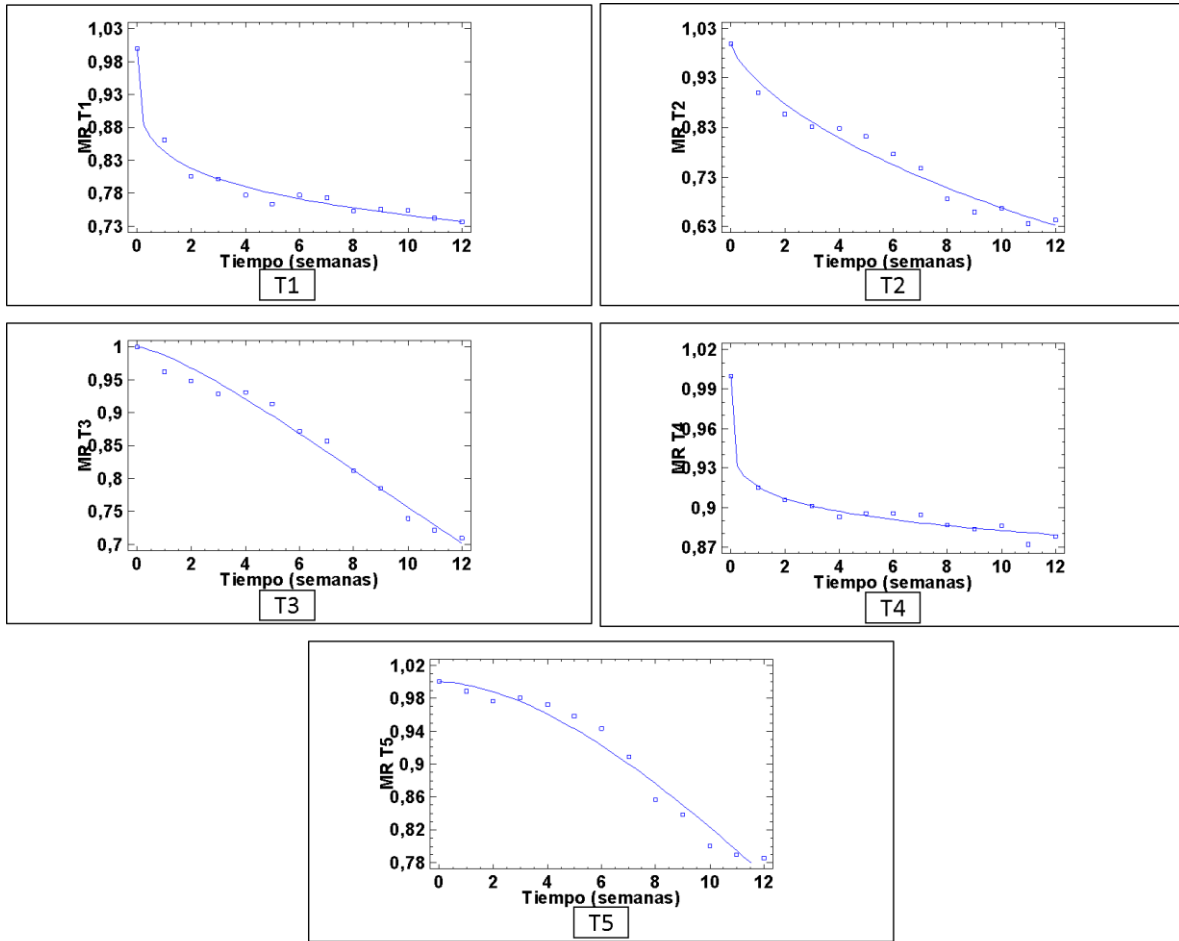 1,03
0,98
0,93
0,88
0,83
0,78
0,73
MR T1
0 2 4 6 8 10 12
Tiempo (semanas)
T1
1,03
0,93
0,83
0,73
0,63
MR T2
0 2 4 6 8 10 12
Tiempo (semanas)
T2
1
0,95
0,9
0,85
0,8
0,75
0,7
MR T3
0 2 4 6 8 10 12
Tiempo (semanas)
T3
1,02
0,99
0,96
0,93
0,9
0,87
MR T4
0 2 4 6 8 10 12
Tiempo (semanas)
T4
1,02
0,98
0,94
0,9
0,86
0,82
0,78
MR T5
0 2 4 6 8 10 12
Tiempo (semanas)
T5